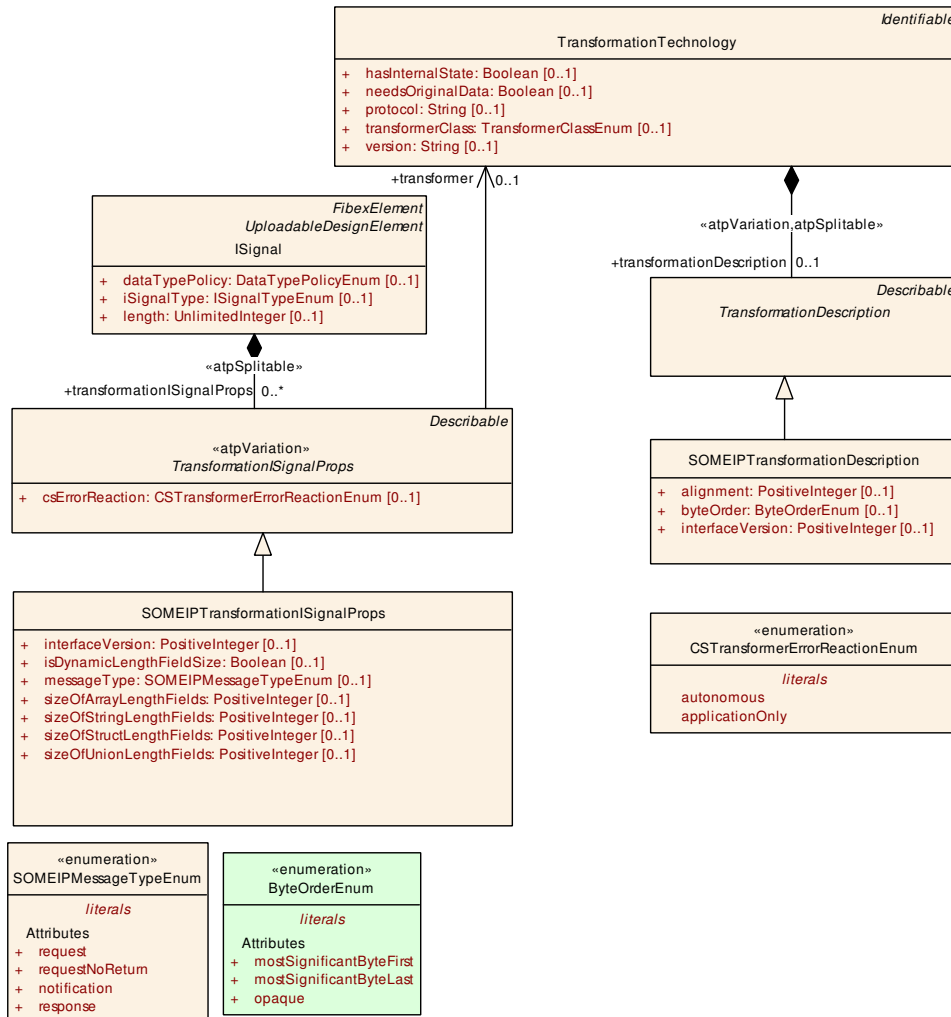 Identifiable
TransformationTechnology
+ hasInternalState: Boolean [0..1]
+ needsOriginalData: Boolean [0..1]
+ protocol: String [0..1]
+ transformerClass: TransformerClassEnum [0..1]
+ version: String [0..1]
+transformer 0..1
«atpVariation,atpSplitable»
+transformationDescription 0..1
FibexElement
UploadableDesignElement
ISignal
+ dataTypePolicy: DataTypePolicyEnum [0..1]
+ iSignalType: ISignalTypeEnum [0..1]
+ length: UnlimitedInteger [0..1]
«atpSplitable»
+transformationISignalProps 0..*
Describable
TransformationDescription
Describable
«atpVariation»
TransformationISignalProps
+ csErrorReaction: CSTransformerErrorReactionEnum [0..1]
SOMEIPTransformationDescription
+ alignment: PositiveInteger [0..1]
+ byteOrder: ByteOrderEnum [0..1]
+ interfaceVersion: PositiveInteger [0..1]
SOMEIPTransformationISignalProps
+ interfaceVersion: PositiveInteger [0..1]
+ isDynamicLengthFieldSize: Boolean [0..1]
+ messageType: SOMEIPMessageTypeEnum [0..1]
+ sizeOfArrayLengthFields: PositiveInteger [0..1]
+ sizeOfStringLengthFields: PositiveInteger [0..1]
+ sizeOfStructLengthFields: PositiveInteger [0..1]
+ sizeOfUnionLengthFields: PositiveInteger [0..1]
«enumeration»
CSTransformerErrorReactionEnum
literals
autonomous
applicationOnly
«enumeration»
SOMEIPMessageTypeEnum
literals
Attributes
+ request
+ requestNoReturn
+ notification
+ response
«enumeration»
ByteOrderEnum
literals
Attributes
+ mostSignificantByteFirst
+ mostSignificantByteLast
+ opaque